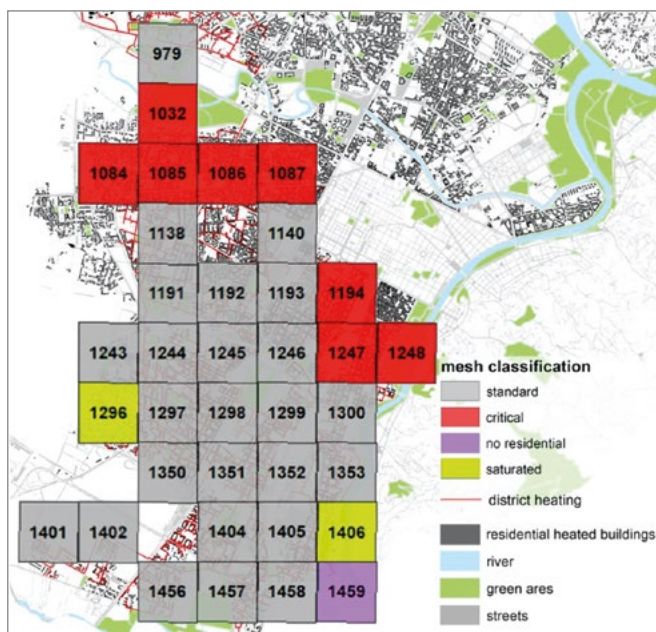 979
1032
1084 1085 1086 1087
1138 1140
1191 1192 1193 1194
1243 1244 1245 1246 1247 1248
mesh classification
standard
1296 1297 1298 1299 1300
critical
no residential
1350 1351 1352 1353
saturated
district heating
1401 1402 1404 1405 1406
residential heated buildings
river
1456 1457 1458 1459
green ares
streets